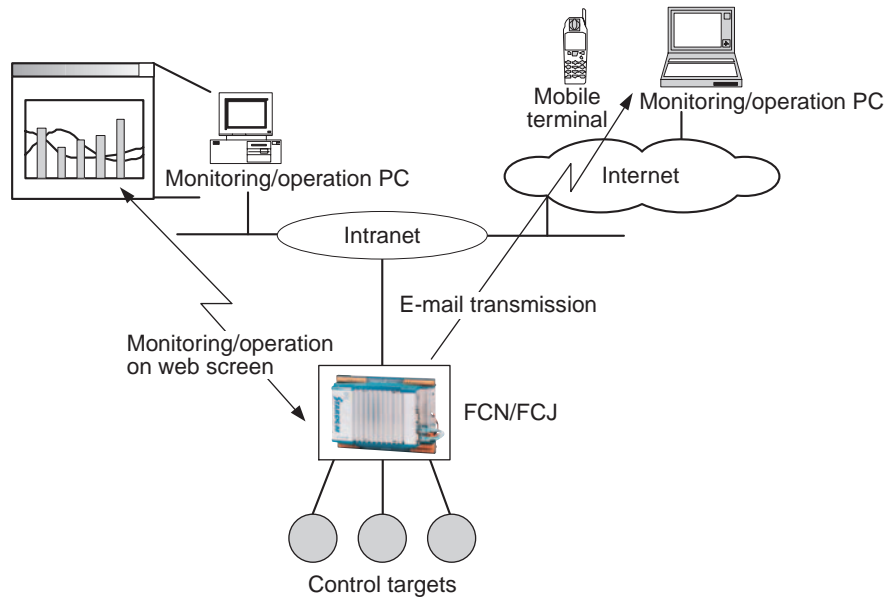 Mobile
terminal
Monitoring/operation PC
Monitoring/operation PC
Internet
Intranet
E-mail transmission
Monitoring/operation
on web screen
FCN/FCJ
Control targets